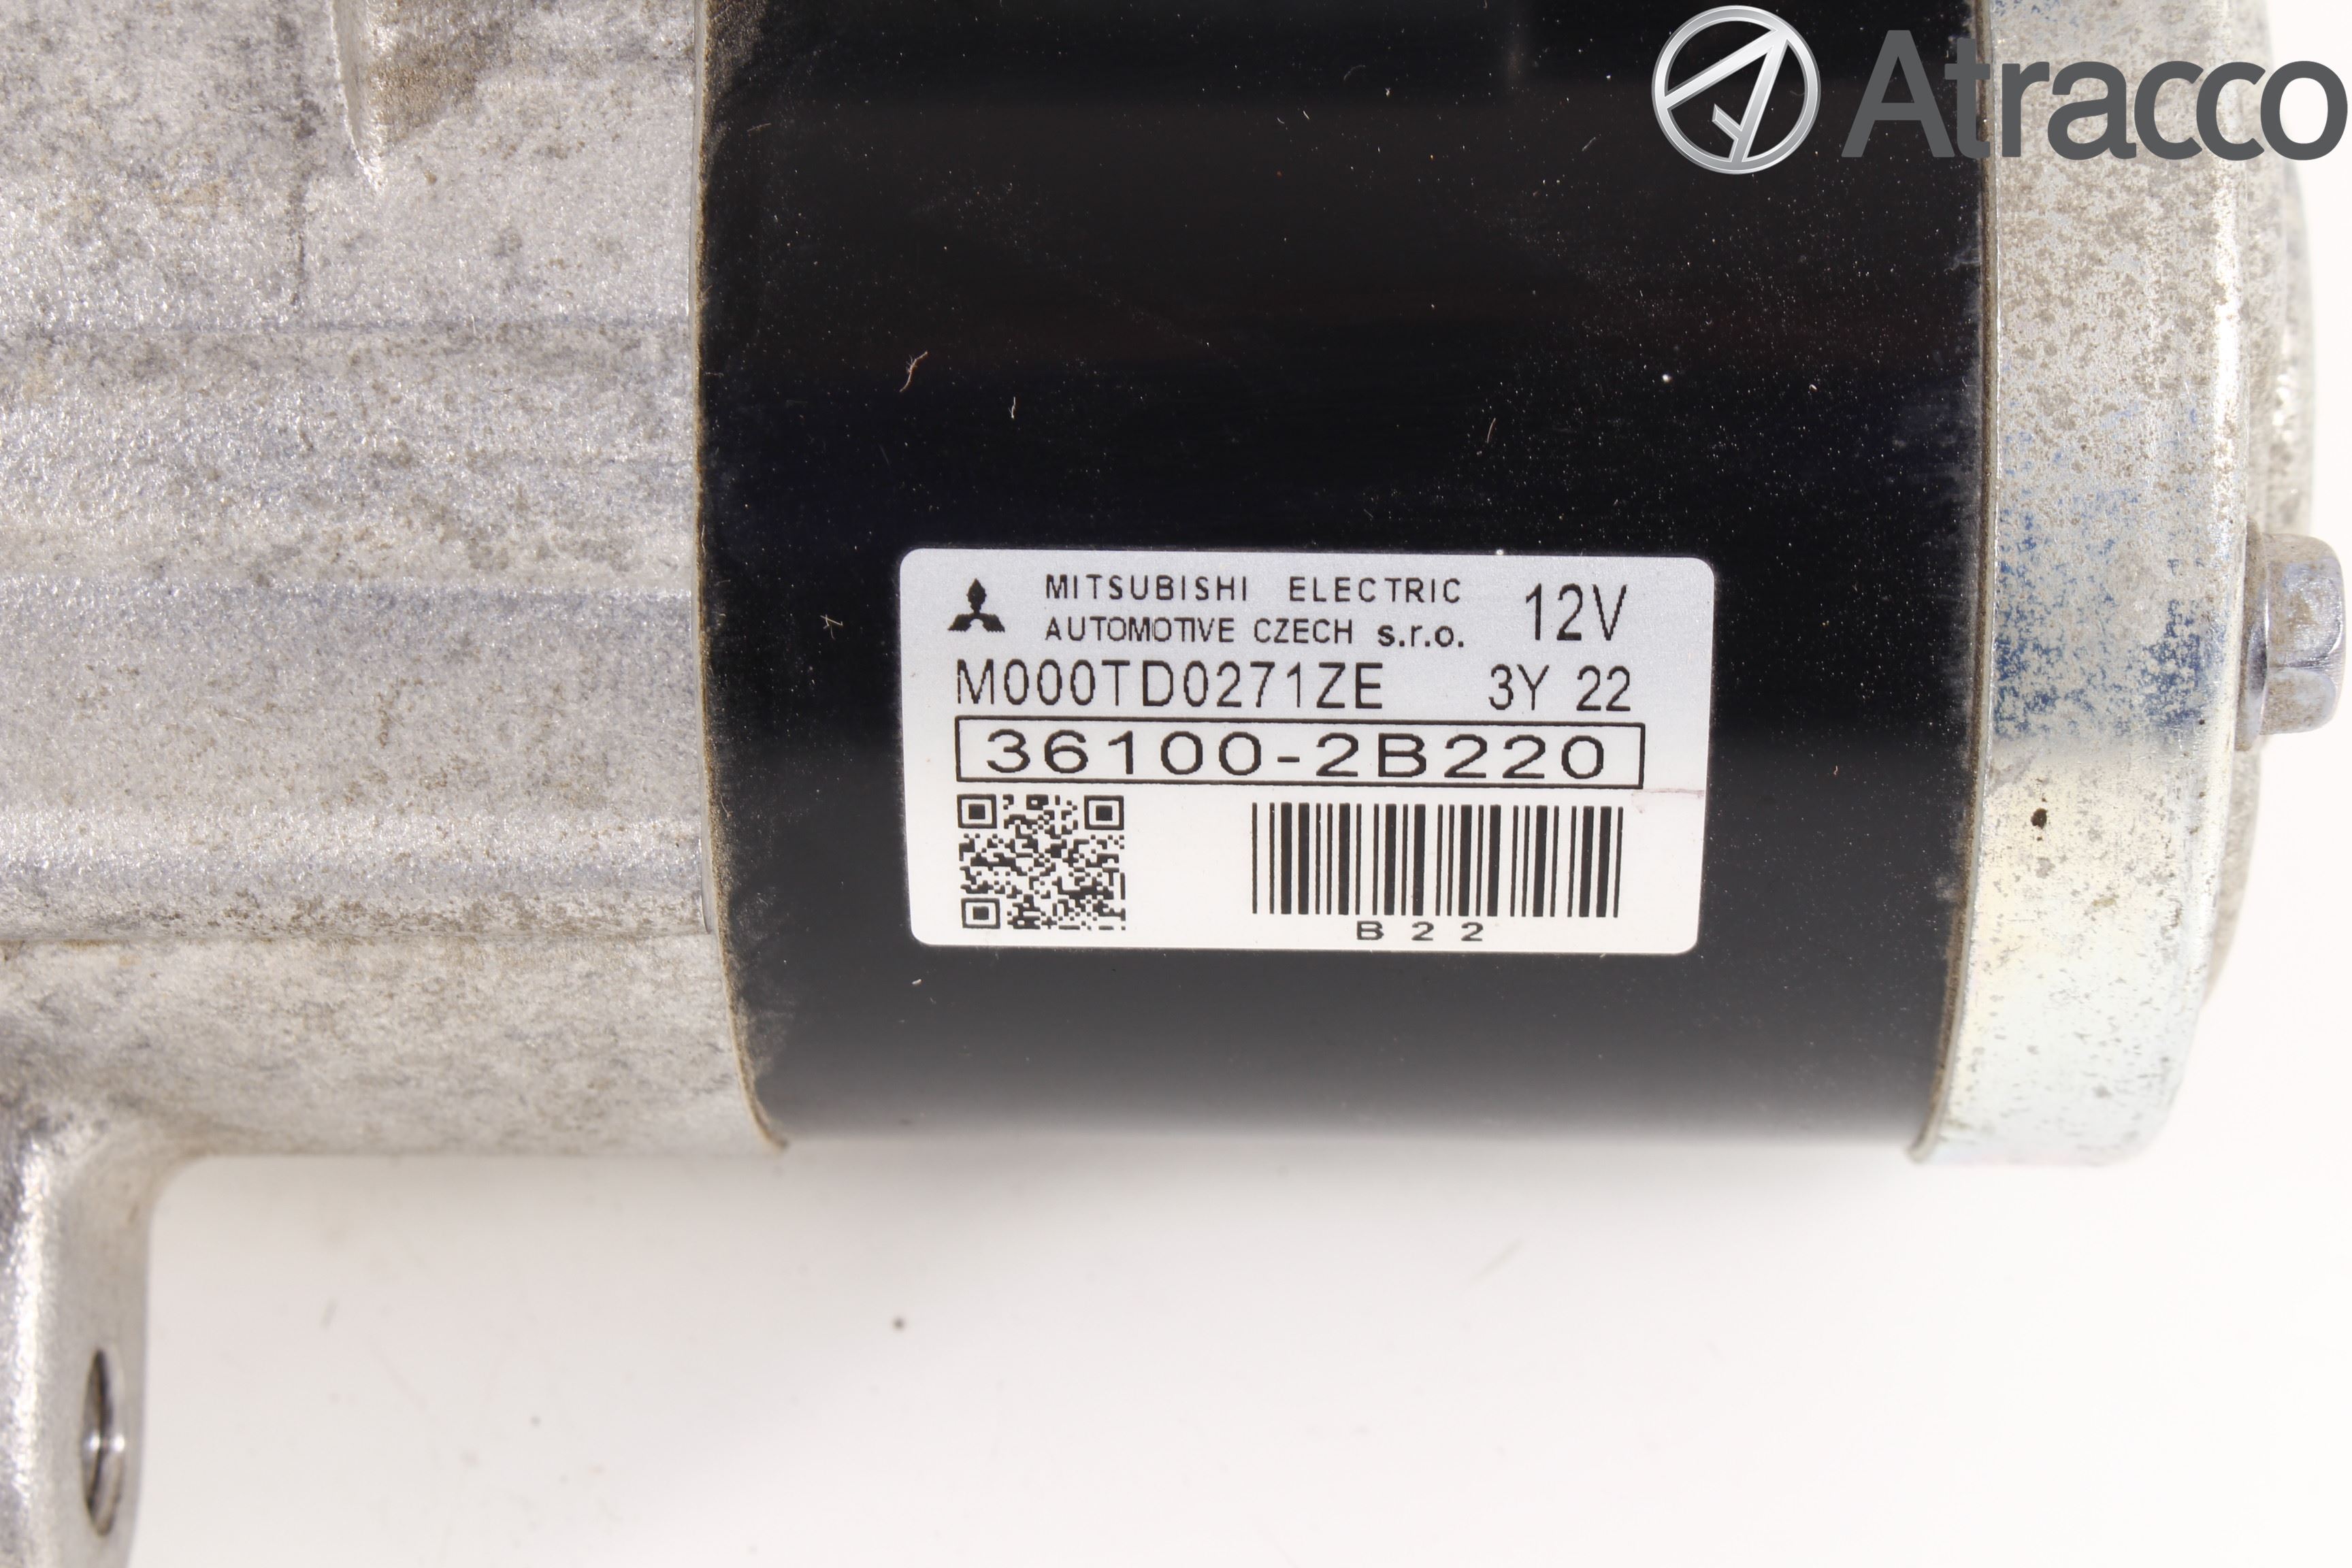 Atracco
MITSUBISHI ELECTRIC
AUTOMOTIVE CZECH s.r.o.
12V
M000TD0271ZE 3Y 22
36100-2B220
B22